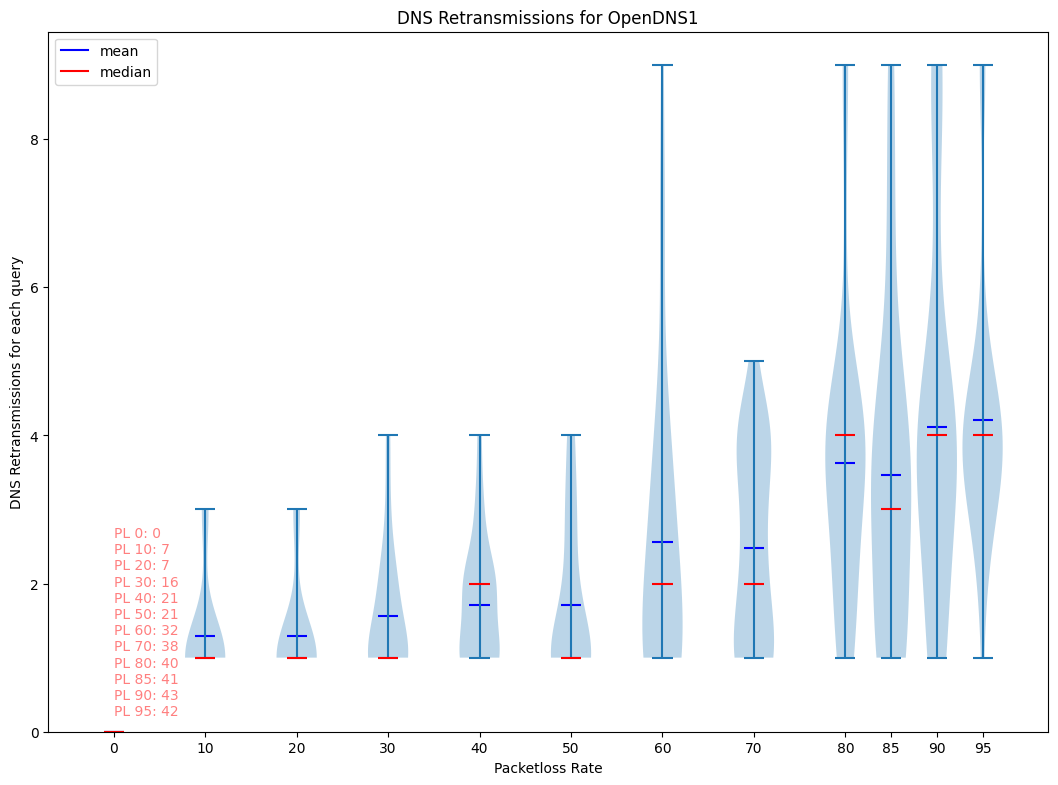 DNS Retransmissions for OpenDNS1
mean
median
8
6
4
2
0
DNS Retransmissions for each query
PL 0: 0
PL 10: 7
PL 20: 7
PL 30: 16
PL 40: 21
PL 50: 21
PL 60: 32
PL 70: 38
PL 80: 40
PL 85: 41
PL 90: 43
PL 95: 42
0 10 20 30 40 50 60 70 80 85 90 95
Packetloss Rate